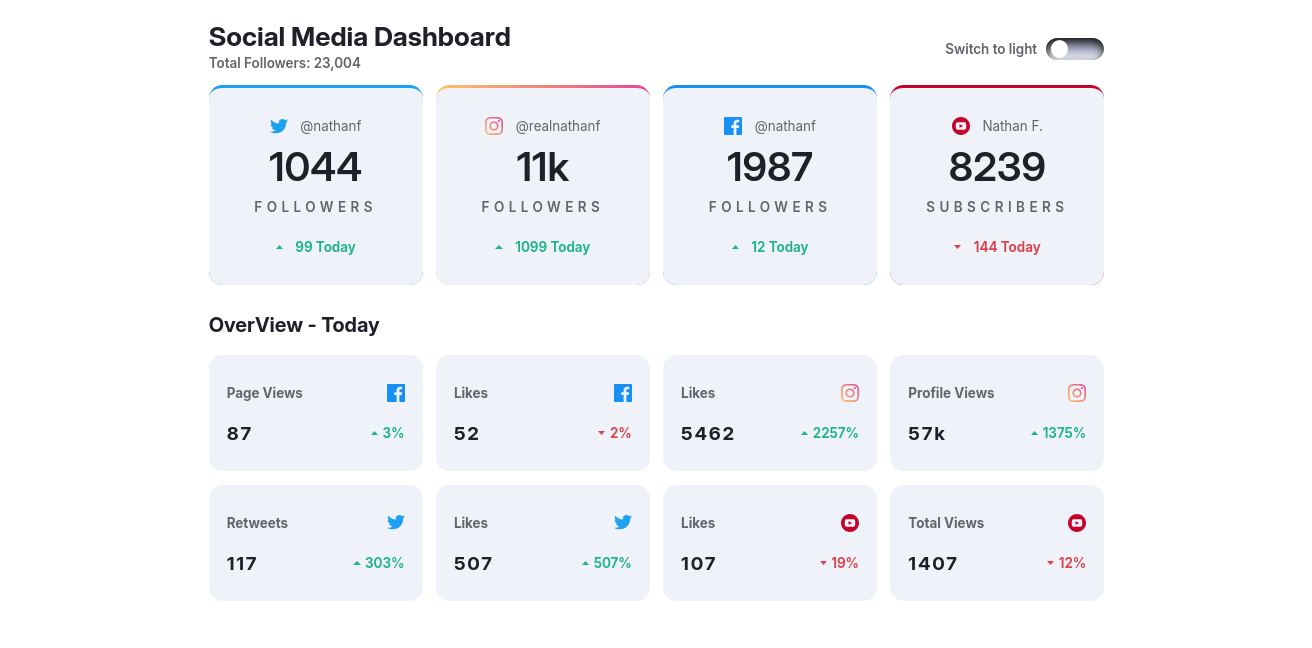 Social Media Dashboard
Total Followers: 23,004
Switch to light
@nathanf
1044
FOLLOWERS
99 Today
@realnathanf
11k
FOLLOWERS
1099 Today
@nathanf
1987
FOLLOWERS
12 Today
Nathan F.
8239
SUBSCRIBERS
144 Today
OverView - Today
Page Views
87
3%
Likes
52
2%
Likes
5462
2257%
Profile Views
57k
1375%
Retweets
117
303%
Likes
507
507%
Likes
107
19%
Total Views
1407
12%